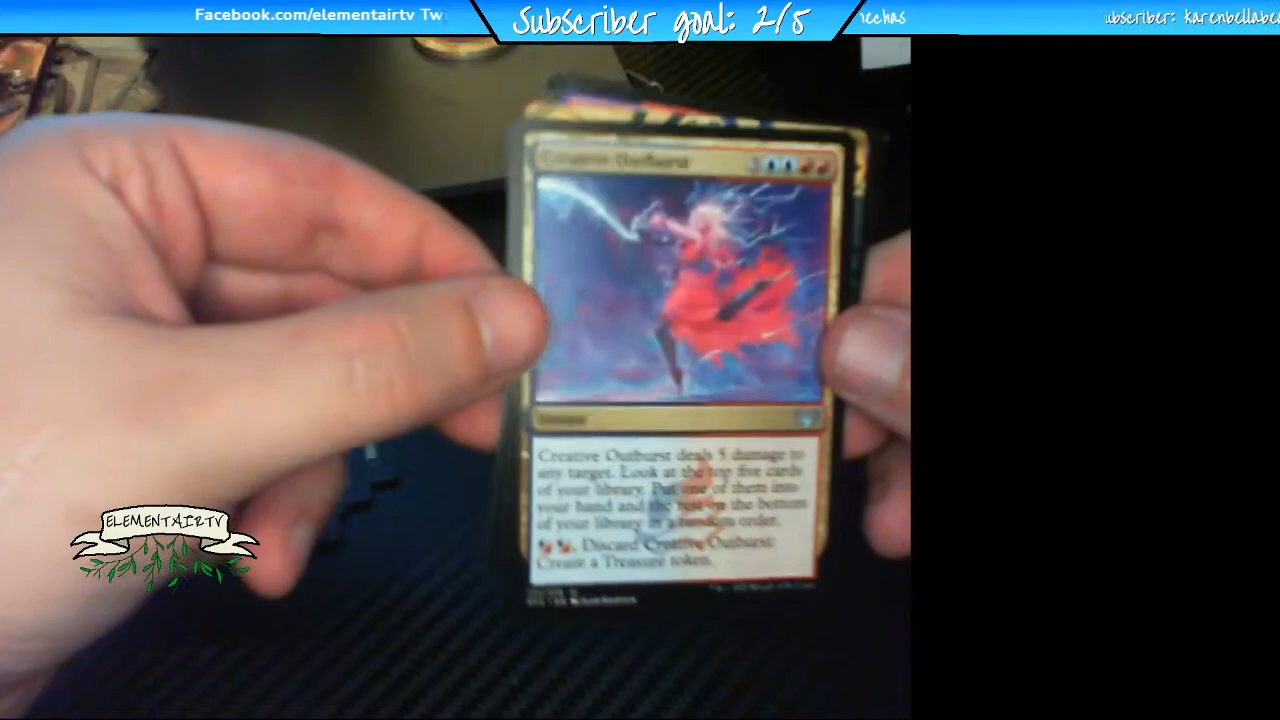 Facebook.com/elementairtv Tw
Subscriber goal: 2/5
echas
ubscriber: karenbellabe
Creative Outburst
Creative Outburst deals 5 damage to
any target. Look at the top five cards
of your library. Put one of them into
your hand and the rest on the bottom
of your library in a random order.
Discard Creative Outburst:
Create a Treasure token.
ELEMENTAIRTV